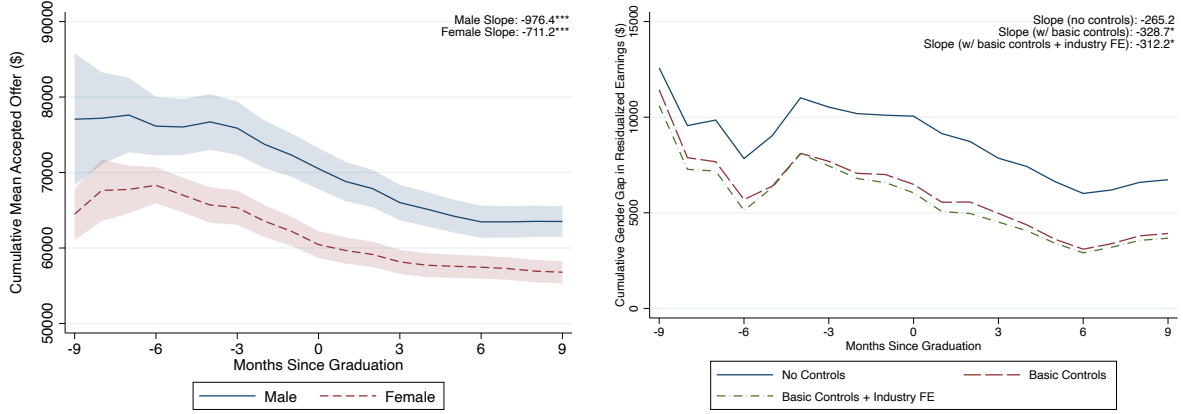 Male Slope: -976.4***
Female Slope: -711.2***
Cumulative Mean Accepted Offer ($)
90000
80000
70000
60000
50000
-9 -6 -3 0 3 6 9
Months Since Graduation
Male Female
Slope (no controls): -265.2
Slope (w/ basic controls): -328.7*
Slope (w/ basic controls + industry FE): -312.2*
Cumulative Gender Gap in Residualized Earnings ($)
15000
10000
5000
0
-9 -6 -3 0 3 6 9
Months Since Graduation
No Controls Basic Controls
Basic Controls + Industry FE